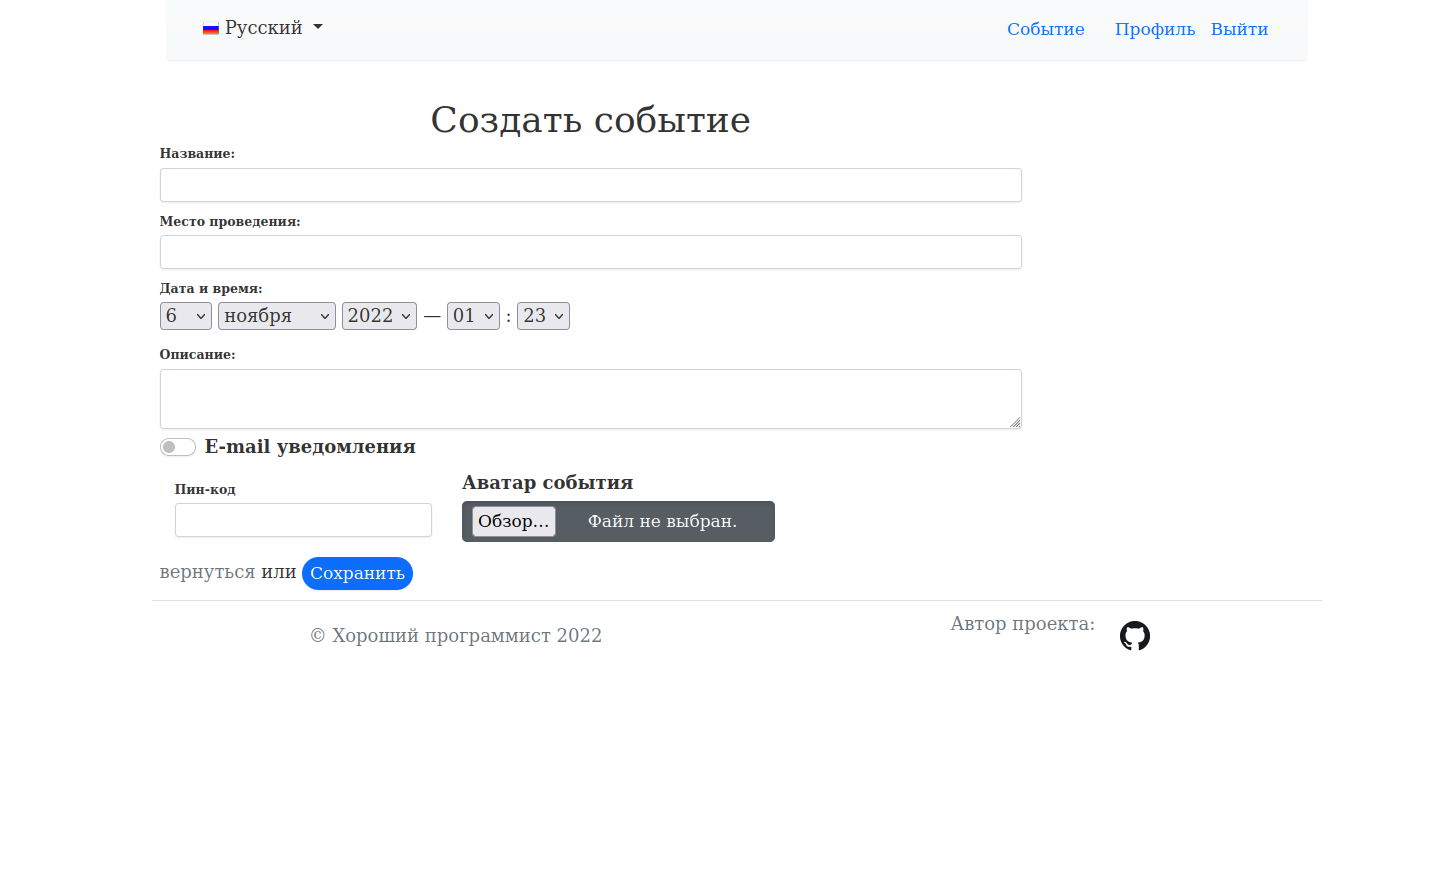 Русский Событие Профиль Выйти
Создать событие
Название:
Место проведения:
Дата и время:
6 ноября 2022 — 01 : 23
Описание:
E-mail уведомления
Пин-код
Аватар события
Обзор... Файл не выбран.
вернуться или Сохранить
© Хороший программист 2022
Автор проекта: